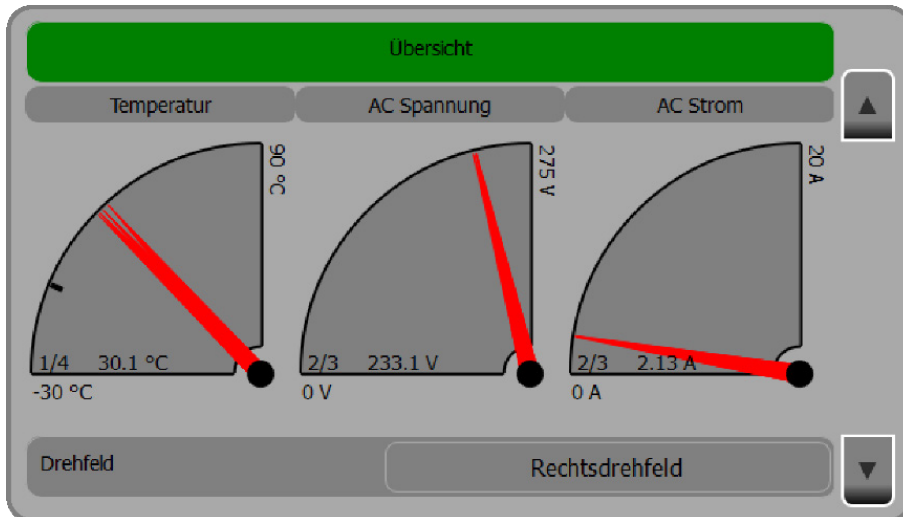 Übersicht
Temperatur
AC Spannung
AC Strom
▲
90 °C
1/4 30.1 °C
-30 °C
275 V
2/3 233.1 V
0 V
20 A
2/3 2.13 A
0 A
Drehfeld
Rechtsdrehfeld
▼